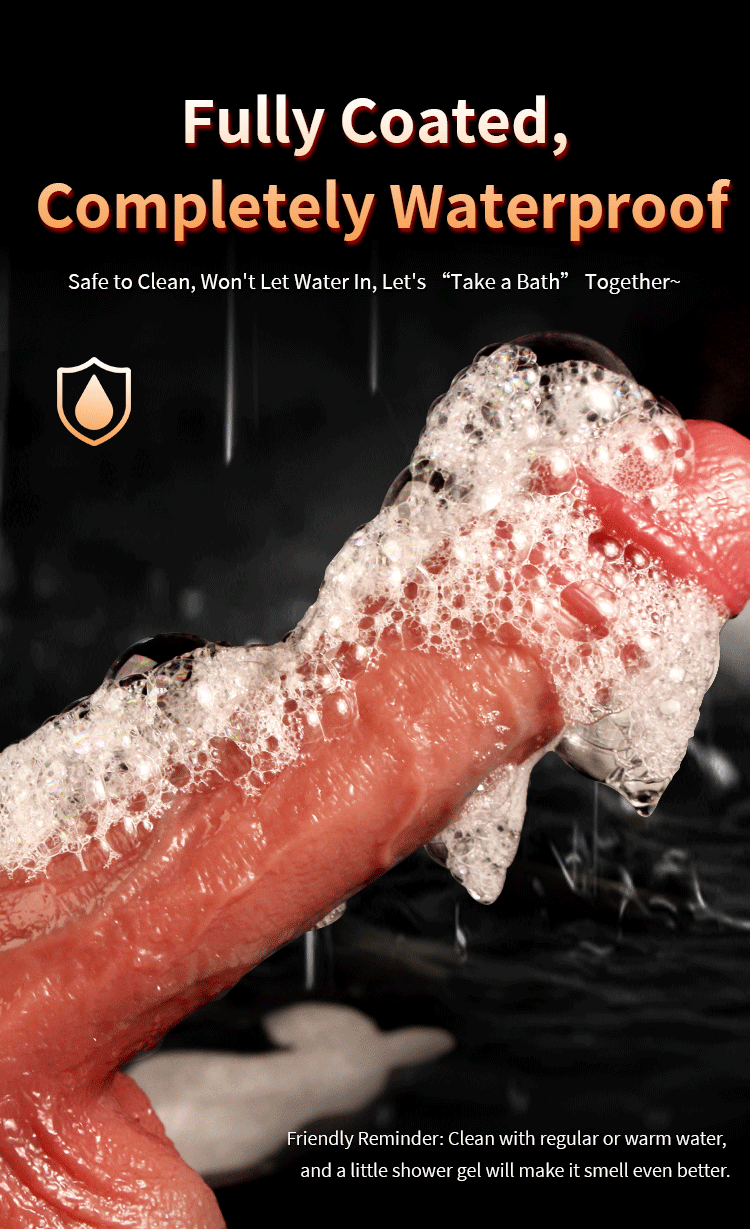 Fully Coated,
Completely Waterproof
Safe to Clean, Won't Let Water In, Let's “Take a Bath” Together~
Friendly Reminder: Clean with regular or warm water,
and a little shower gel will make it smell even better.